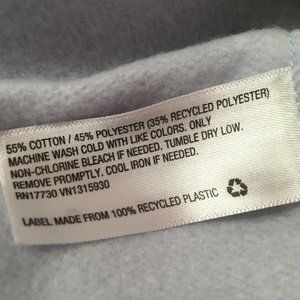 55% COTTON / 45% POLYESTER (35% RECYCLED POLYESTER)
MACHINE WASH COLD WITH LIKE COLORS. ONLY
NON-CHLORINE BLEACH IF NEEDED. TUMBLE DRY LOW.
REMOVE PROMPTLY. COOL IRON IF NEEDED.
RN17730 VN1315930
LABEL MADE FROM 100% RECYCLED PLASTIC